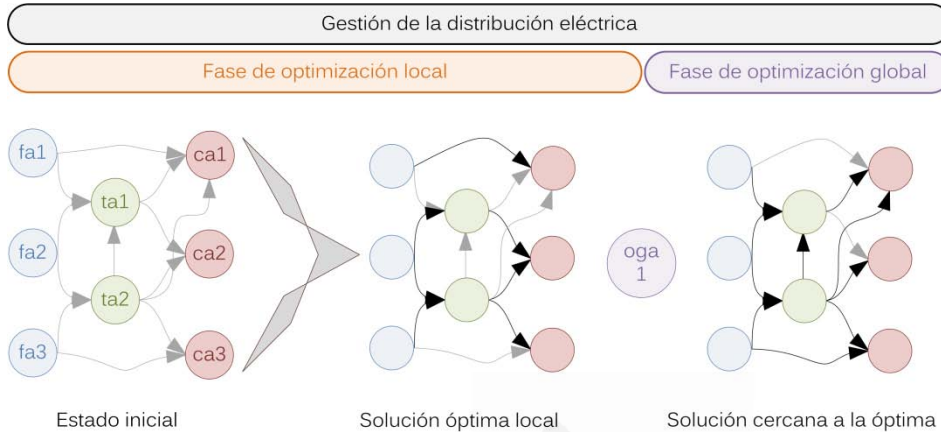 Gestión de la distribución eléctrica
Fase de optimización local
Fase de optimización global
fa1
ca1
ta1
fa2
ca2
oga
1
ta2
fa3
ca3
Estado inicial
Solución óptima local
Solución cercana a la óptima